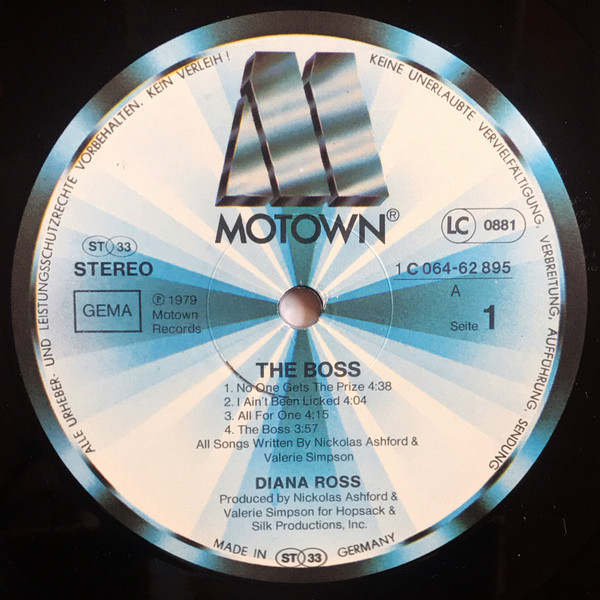 ALLE URHEBER- UND LEISTUNGSSCHUTZRECHTE VORBEHALTEN. KEIN VERLEIH! KEINE UNERLAUBTE VERVIELFÄLTIGUNG, VERBREITUNG, AUFFÜHRUNG, SENDUNG
M
MOTOWN®
LC 0881
ST 33
STEREO
GEMA
℗ 1979
Motown
Records
1 C 064-62 895
A
Seite 1
THE BOSS
1. No One Gets The Prize 4:38
2. I Ain't Been Licked 4:04
3. All For One 4:15
4. The Boss 3:57
All Songs Written By Nickolas Ashford &
Valerie Simpson
DIANA ROSS
Produced by Nickolas Ashford &
Valerie Simpson for Hopsack &
Silk Productions, Inc.
MADE IN ST 33 GERMANY